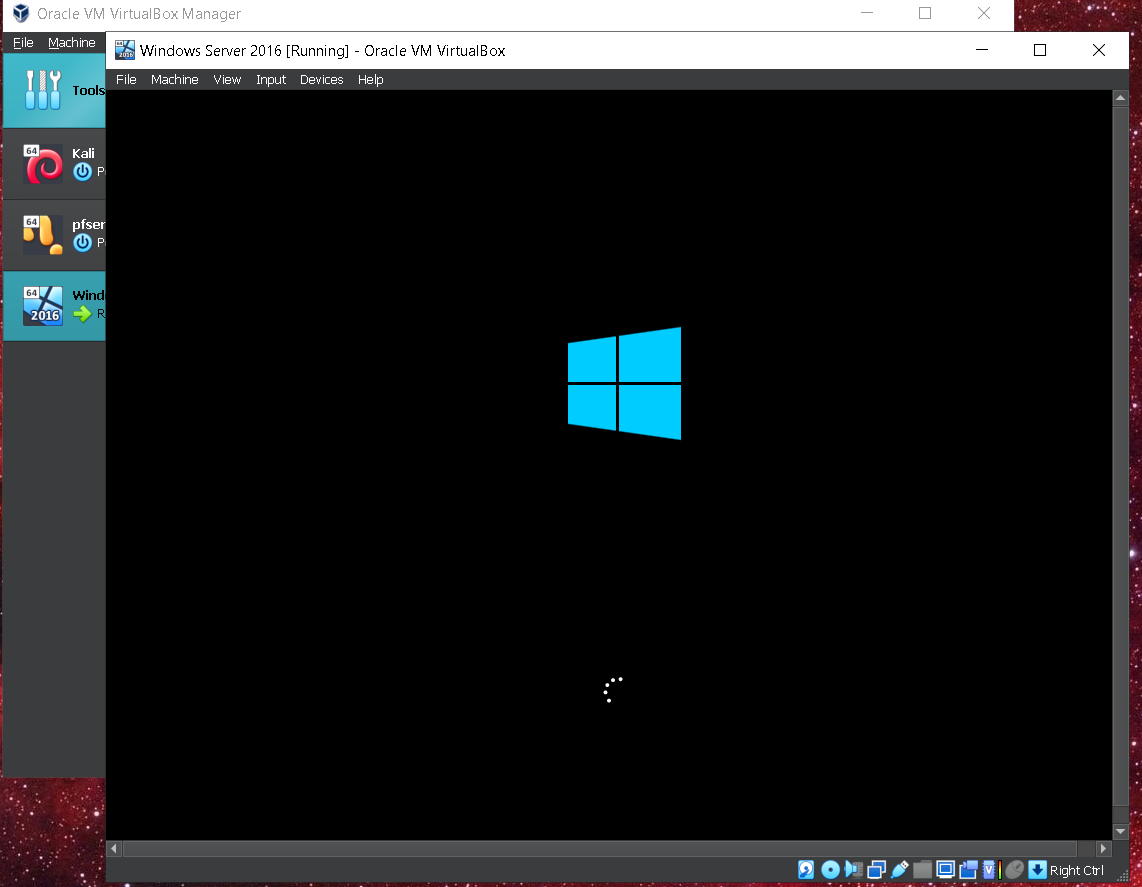 Oracle VM VirtualBox Manager
File Machine
Windows Server 2016 [Running] - Oracle VM VirtualBox
File Machine View Input Devices Help
Tools
64
Kali
P
64
pfser
P
64
2016
Wind
R
Right Ctrl